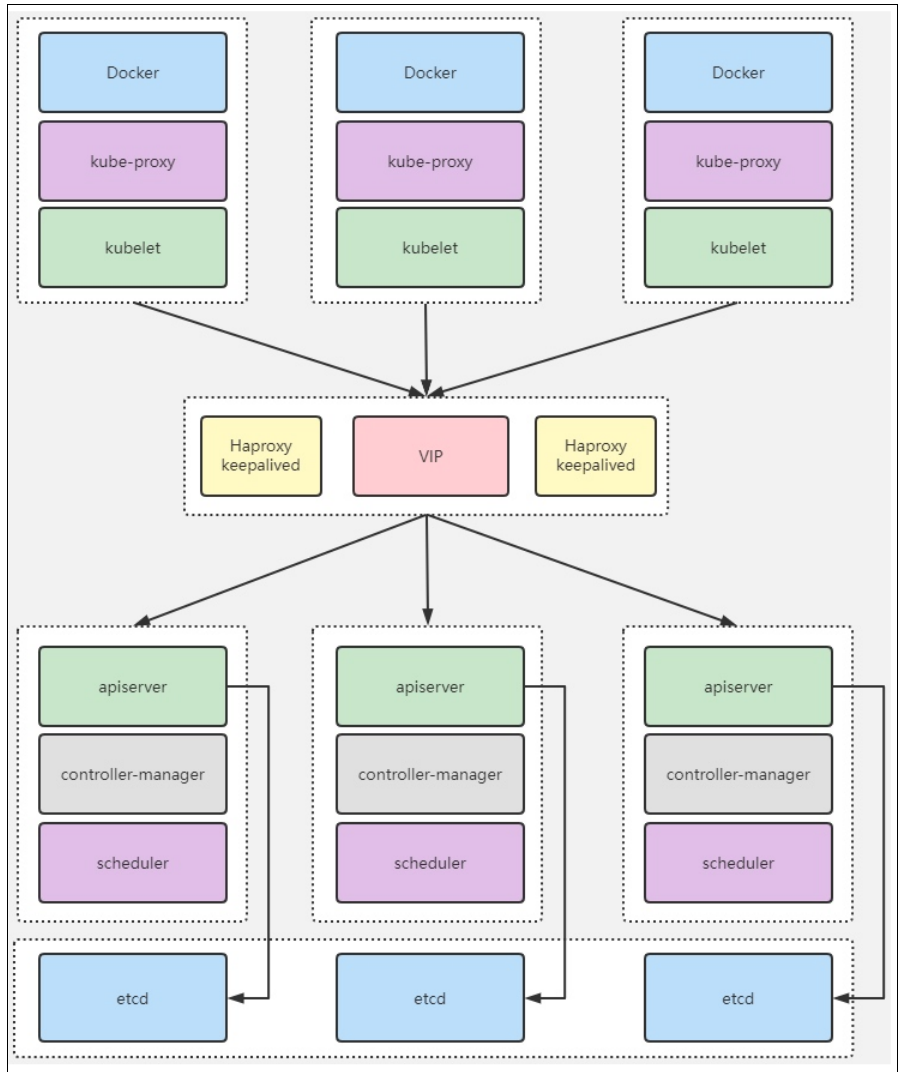 Docker
Docker
Docker
kube-proxy
kube-proxy
kube-proxy
kubelet
kubelet
kubelet
Haproxy
keepalived
VIP
Haproxy
keepalived
apiserver
apiserver
apiserver
controller-manager
controller-manager
controller-manager
scheduler
scheduler
scheduler
etcd
etcd
etcd